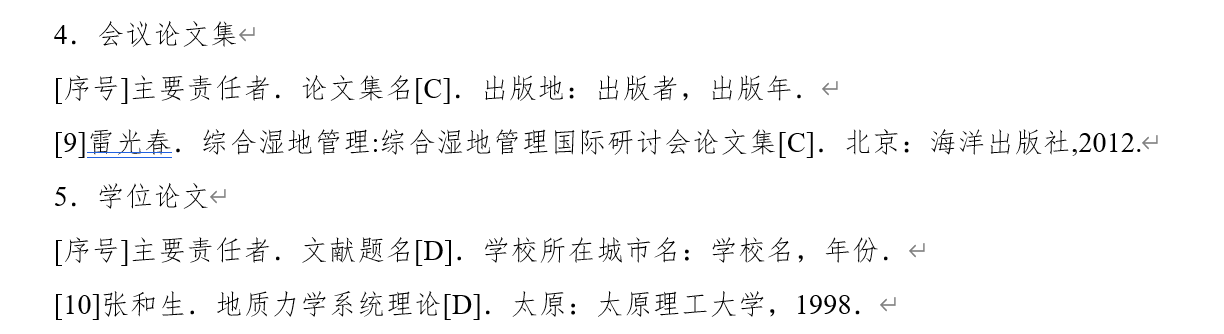 4．会议论文集
[序号]主要责任者．论文集名[C]．出版地：出版者，出版年．
[9]雷光春．综合湿地管理:综合湿地管理国际研讨会论文集[C]．北京：海洋出版社,2012.
5．学位论文
[序号]主要责任者．文献题名[D]．学校所在城市名：学校名，年份．
[10]张和生．地质力学系统理论[D]．太原：太原理工大学，1998．